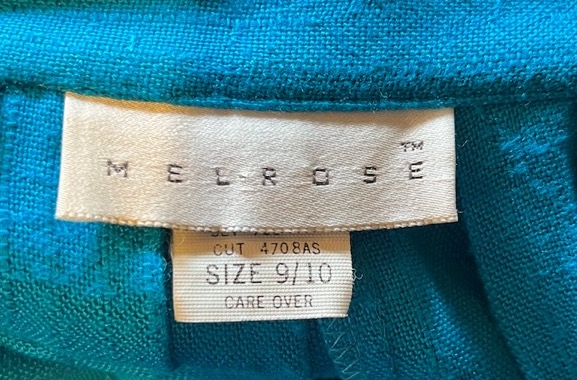 MELROSE™
CUT 4708AS
SIZE 9/10
CARE OVER